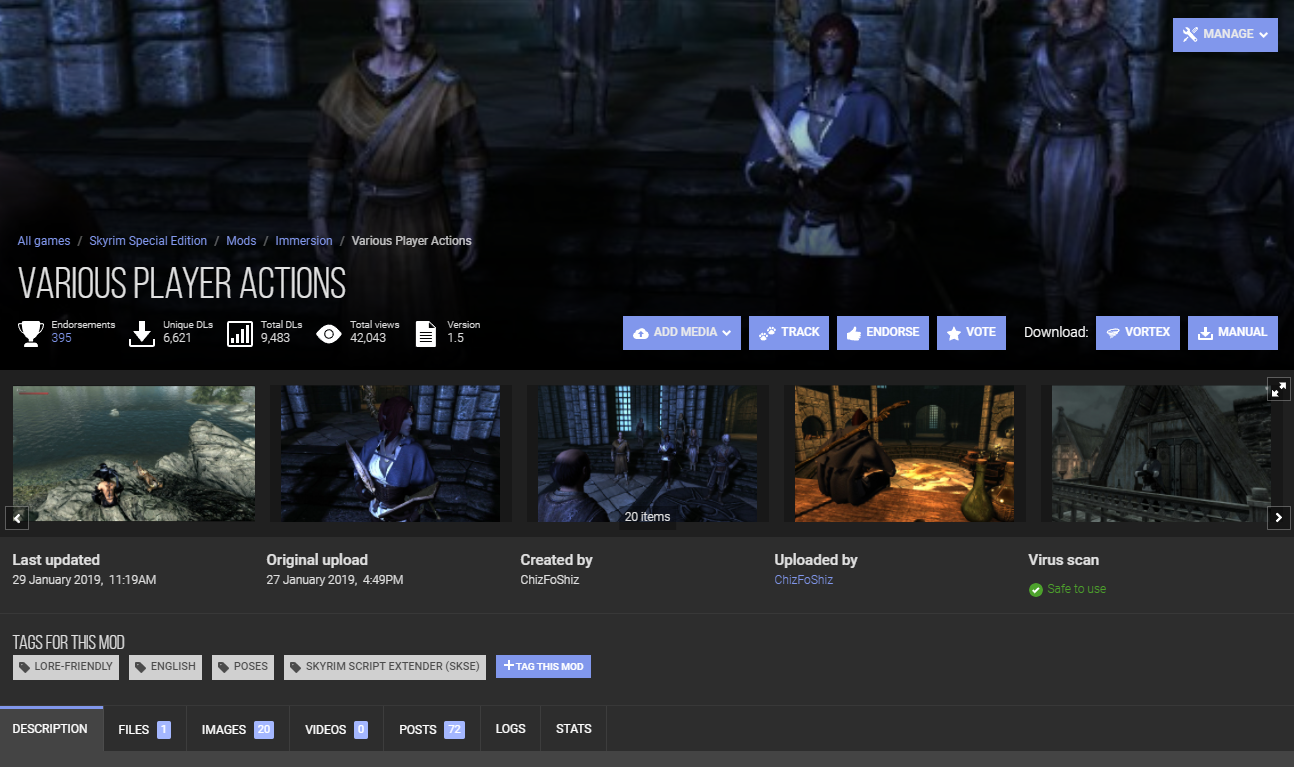 MANAGE
All games / Skyrim Special Edition / Mods / Immersion / Various Player Actions
VARIOUS PLAYER ACTIONS
Endorsements
395
Unique DLs
6,621
Total DLs
9,483
Total views
42,043
Version
1.5
ADD MEDIA
TRACK
ENDORSE
VOTE
Download:
VORTEX
MANUAL
20 items
Last updated
29 January 2019, 11:19AM
Original upload
27 January 2019, 4:49PM
Created by
ChizFoShiz
Uploaded by
ChizFoShiz
Virus scan
Safe to use
TAGS FOR THIS MOD
LORE-FRIENDLY
ENGLISH
POSES
SKYRIM SCRIPT EXTENDER (SKSE)
+ TAG THIS MOD
DESCRIPTION
FILES 1
IMAGES 20
VIDEOS 0
POSTS 72
LOGS
STATS